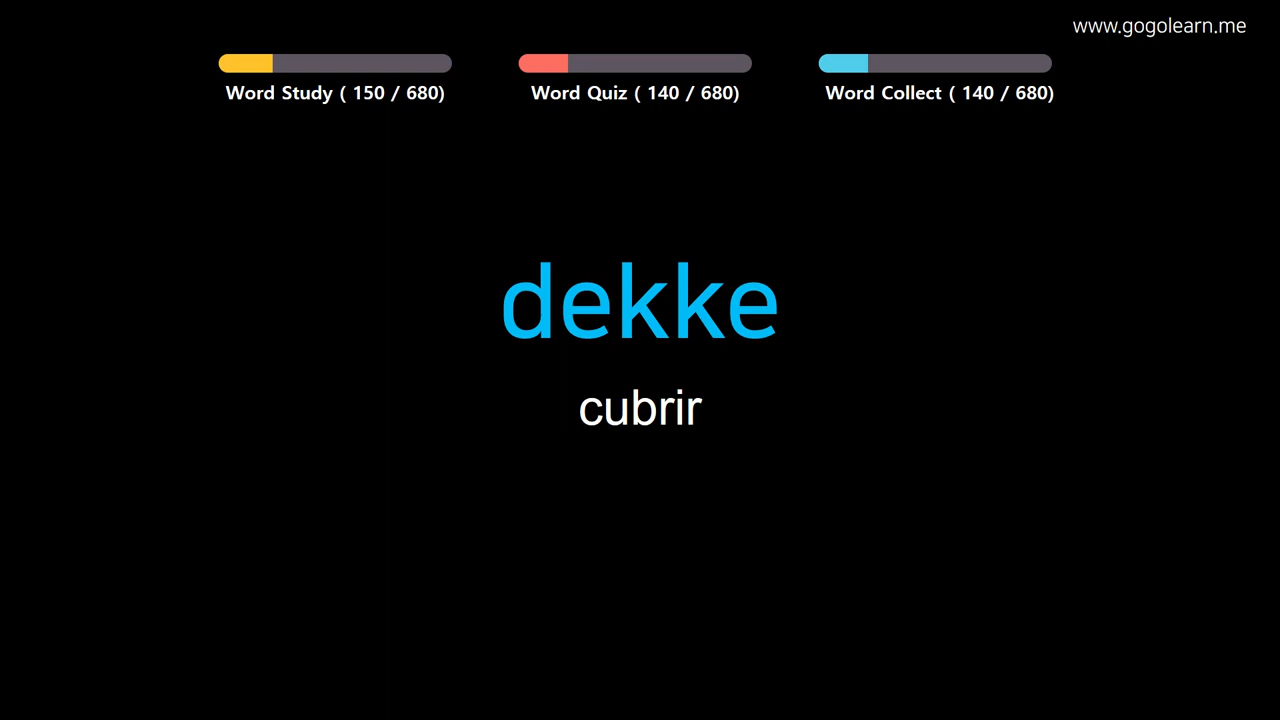 www.gogolearn.me
Word Study ( 150 / 680)
Word Quiz ( 140 / 680)
Word Collect ( 140 / 680)
dekke
cubrir